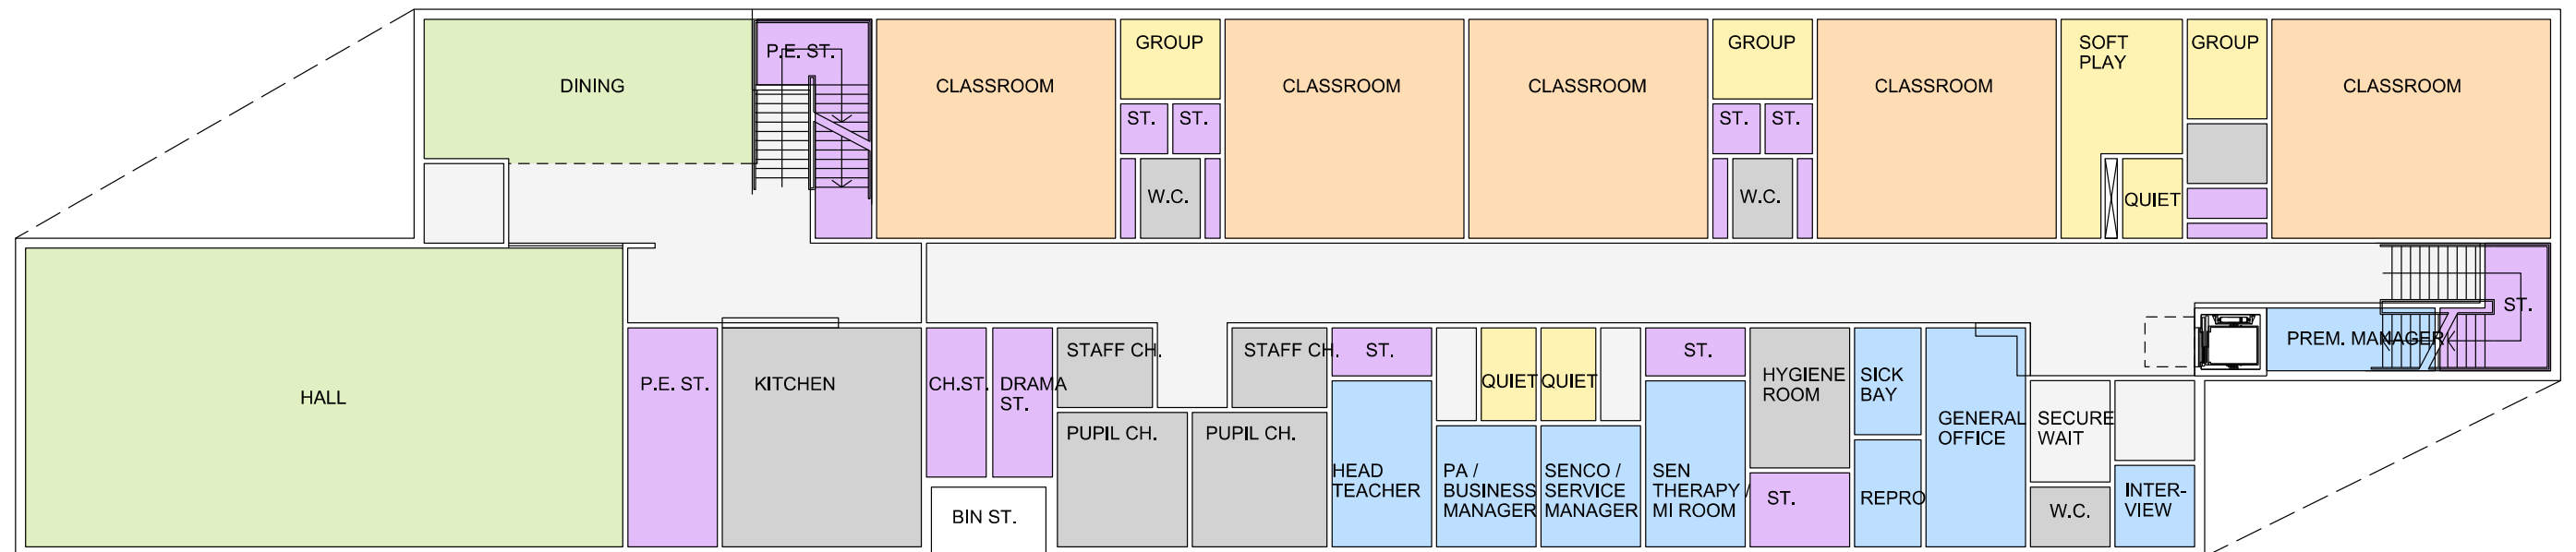 DINING
P.E. ST.
CLASSROOM
GROUP
ST.
ST.
W.C.
CLASSROOM
CLASSROOM
GROUP
ST.
ST.
W.C.
CLASSROOM
SOFT
PLAY
QUIET
GROUP
CLASSROOM
HALL
P.E. ST.
KITCHEN
CH.ST.
DRAMA
ST.
BIN ST.
STAFF CH.
PUPIL CH.
STAFF CH.
PUPIL CH.
ST.
HEAD
TEACHER
QUIET
PA /
BUSINESS
MANAGER
QUIET
SENCO /
SERVICE
MANAGER
ST.
SEN
THERAPY /
MI ROOM
HYGIENE
ROOM
ST.
SICK
BAY
REPRO
GENERAL
OFFICE
SECURE
WAIT
W.C.
INTER-
VIEW
PREM. MANAGER
ST.